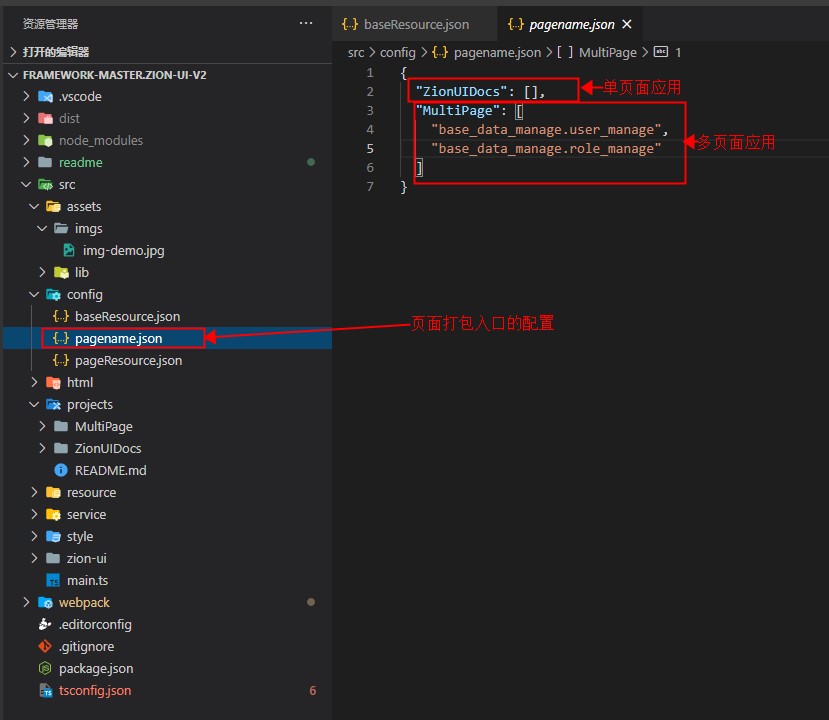 资源管理器
···
打开的编辑器
FRAMEWORK-MASTER.ZION-UI-V2
.vscode
dist
node_modules
readme
src
assets
imgs
img-demo.jpg
lib
config
baseResource.json
pagename.json
pageResource.json
html
projects
MultiPage
ZionUIDocs
README.md
resource
service
style
zion-ui
main.ts
webpack
.editorconfig
.gitignore
package.json
tsconfig.json 6
baseResource.json
pagename.json
src > config > {..} pagename.json > [ ] MultiPage > abc 1
1 {
2 "ZionUIDocs": [],
3 "MultiPage": [
4 "base_data_manage.user_manage",
5 "base_data_manage.role_manage"
6 ]
7 }
单页面应用
多页面应用
页面打包入口的配置